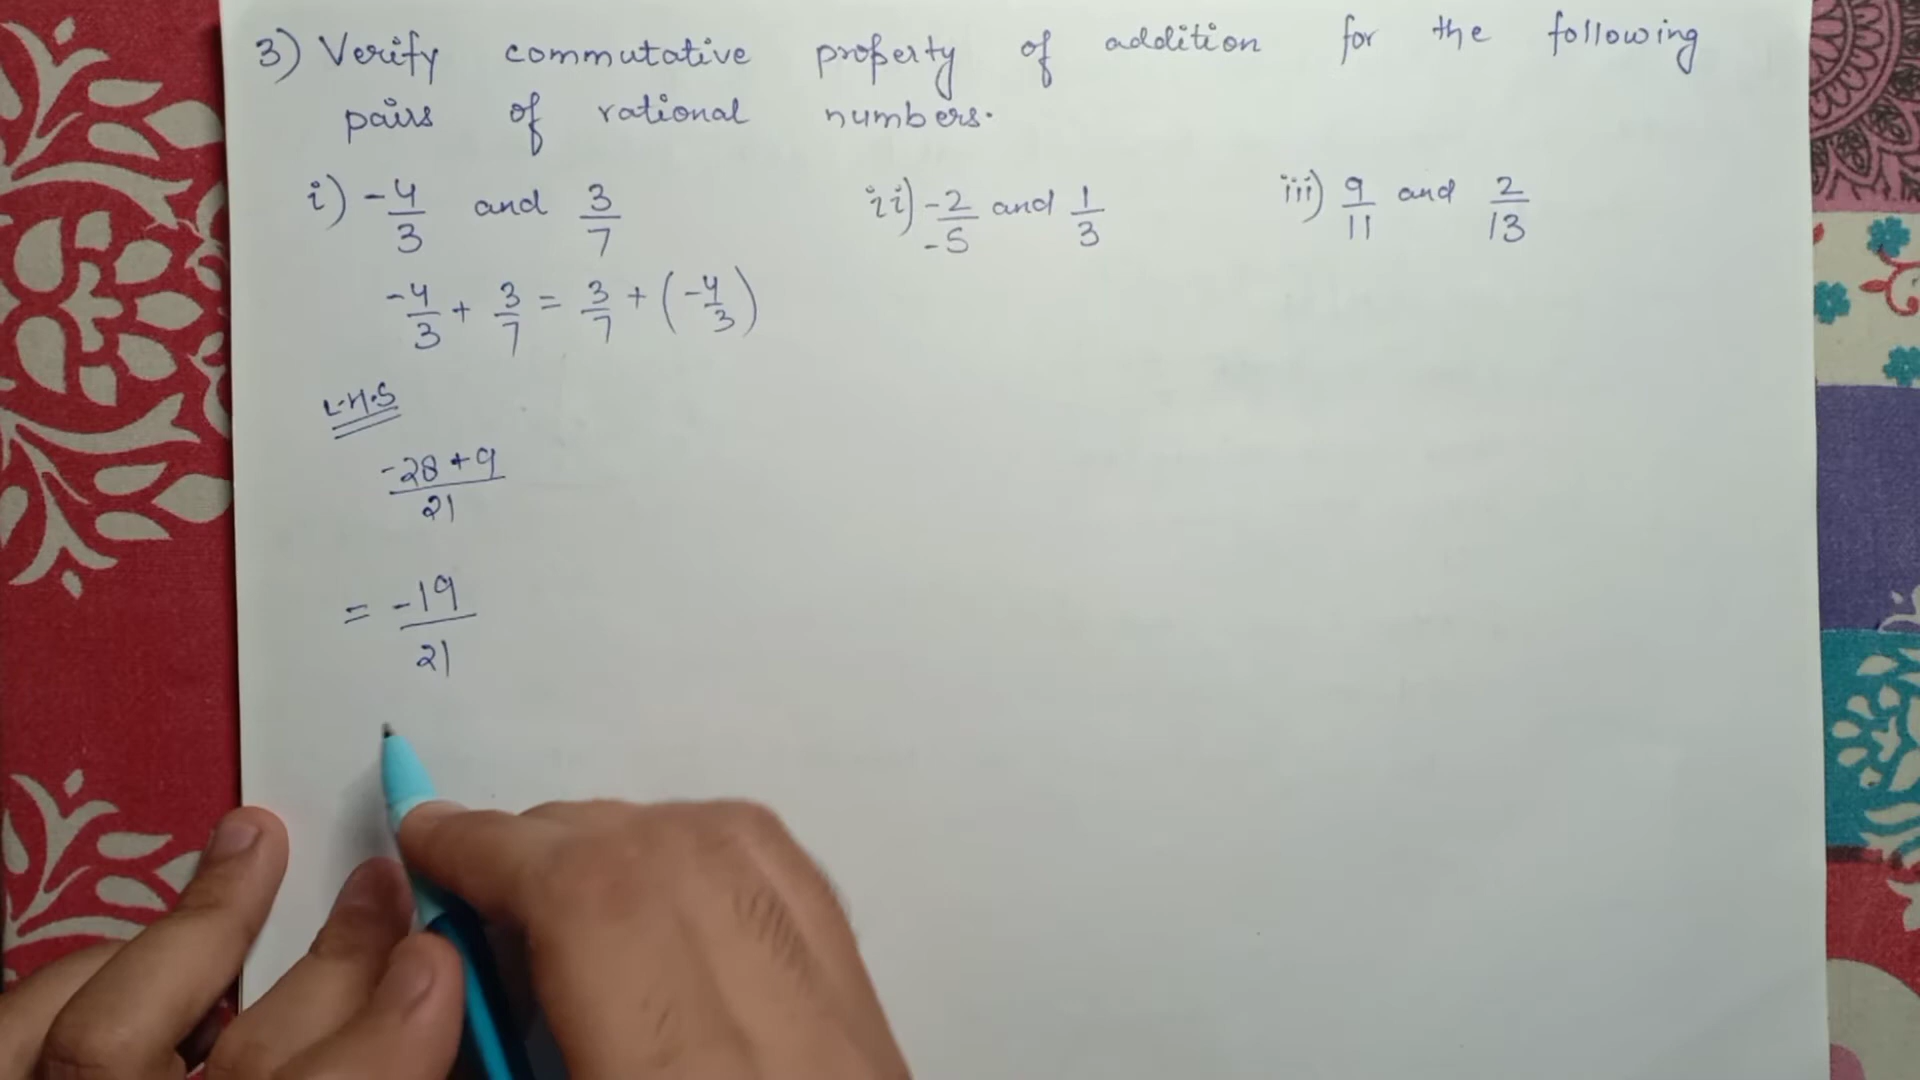 3) Verify commutative property of addition for the following
pairs of rational numbers.
i) -4/3 and 3/7 ii) -2/-5 and 1/3 iii) 9/11 and 2/13
-4/3 + 3/7 = 3/7 + (-4/3)
L.H.S
-28+9/21
= -19/21